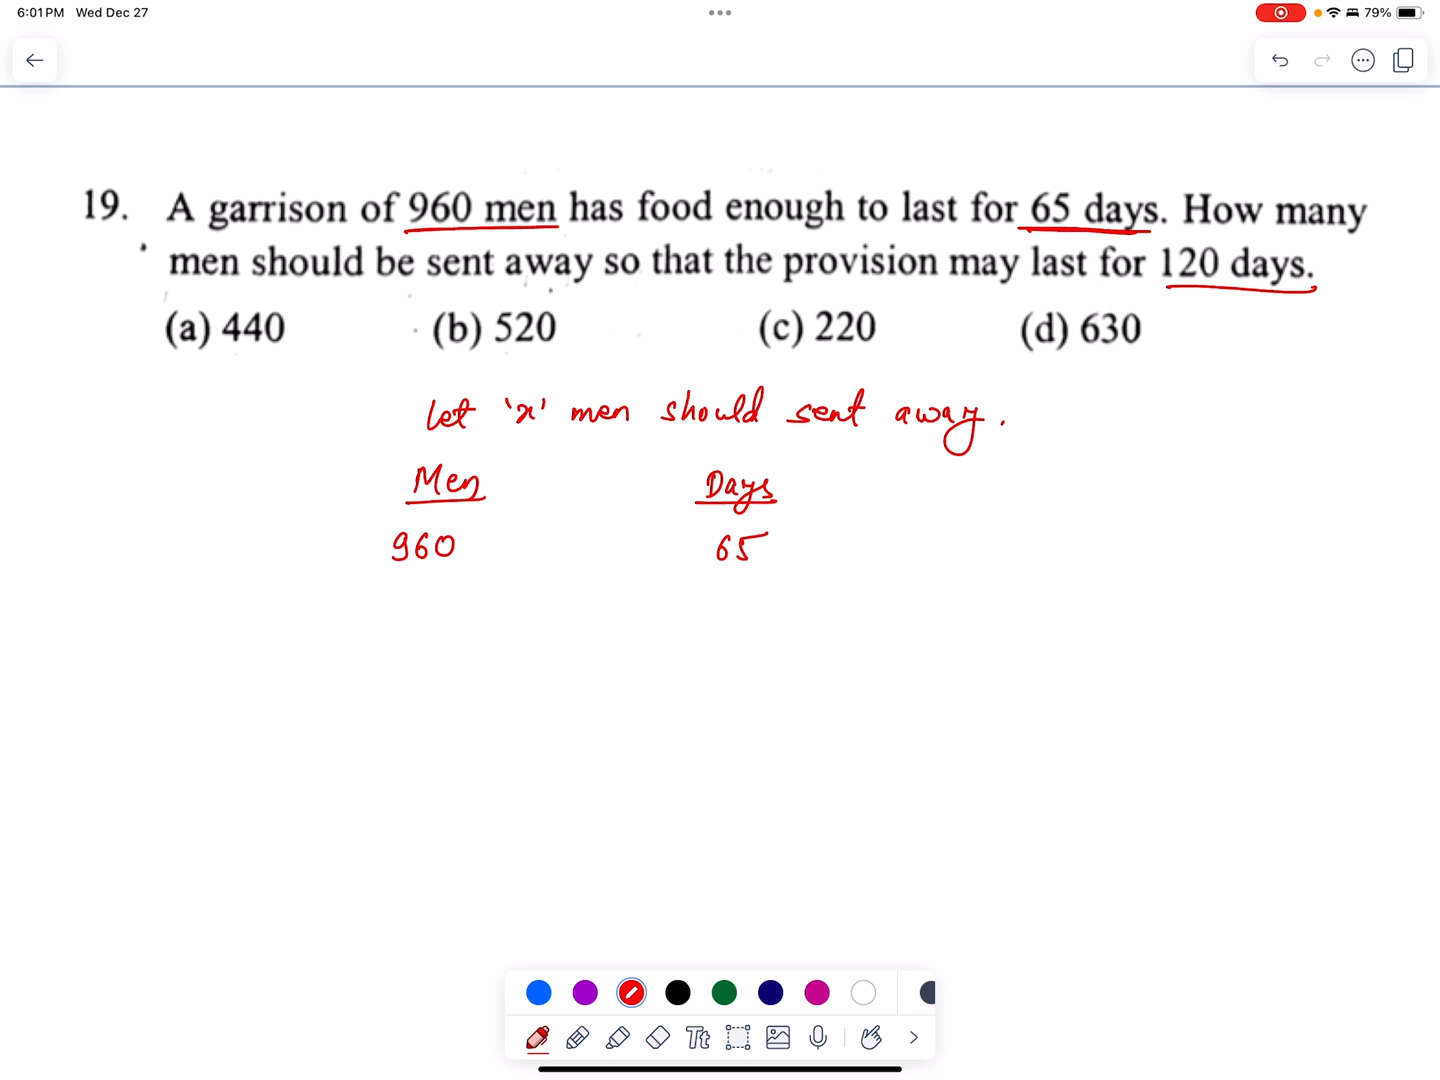 6:01 PM Wed Dec 27
79%
19. A garrison of 960 men has food enough to last for 65 days. How many
men should be sent away so that the provision may last for 120 days.
(a) 440 (b) 520 (c) 220 (d) 630
Let 'x' men should sent away.
Men Days
960 65
Tt